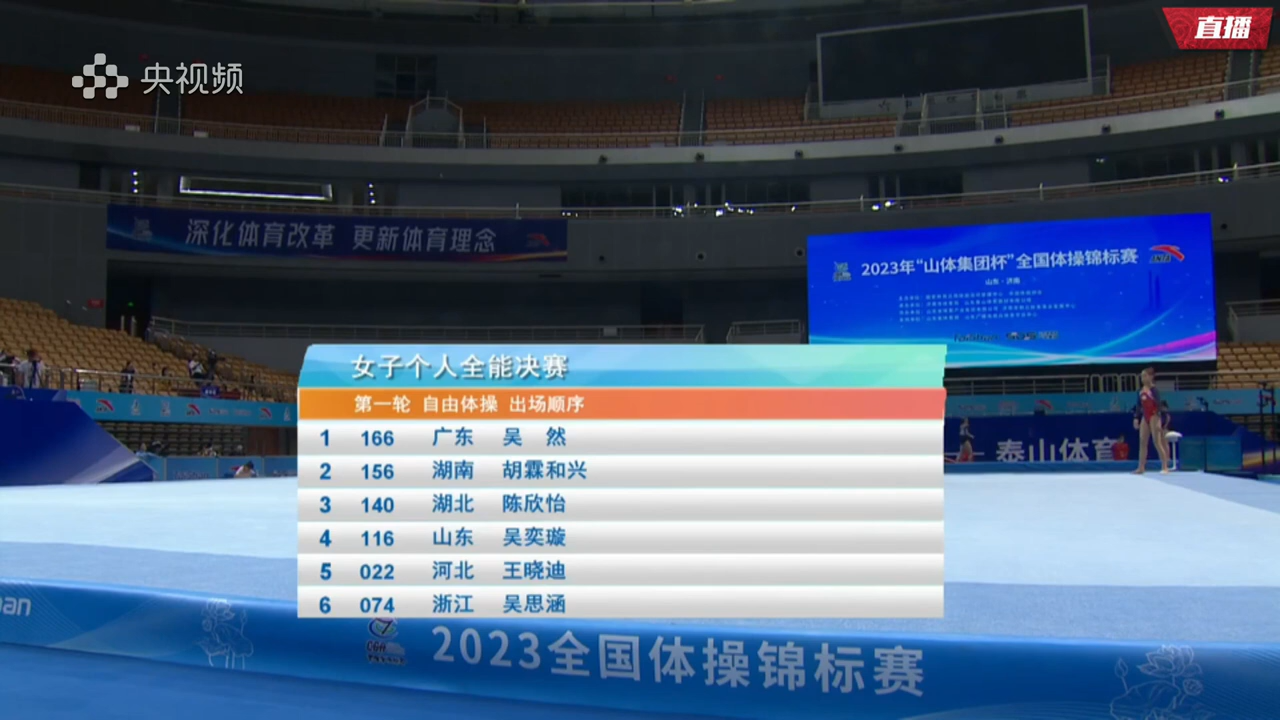 直播
央视频
深化体育改革 更新体育理念
2023年“山体集团杯”全国体操锦标赛
山东·济南
ANTA
女子个人全能决赛
第一轮 自由体操 出场顺序
1 166 广东 吴 然
2 156 湖南 胡霖和兴
3 140 湖北 陈欣怡
4 116 山东 吴奕璇
5 022 河北 王晓迪
6 074 浙江 吴思涵
泰山体育
2023全国体操锦标赛